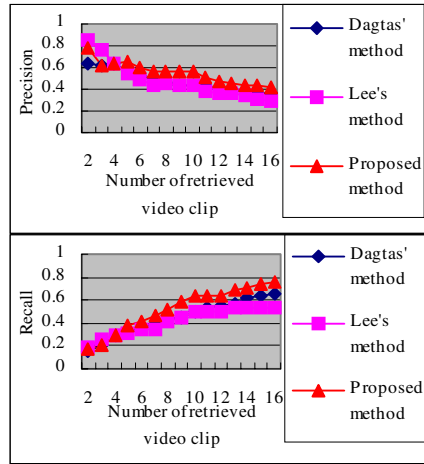 1
0.8
0.6
0.4
0.2
0
Precision
2 4 6 8 10 12 14 16
Number of retrieved
video clip
Dagtas'
method
Lee's
method
Proposed
method
1
0.8
0.6
0.4
0.2
0
Recall
2 4 6 8 10 12 14 16
Number of retrieved
video clip
Dagtas'
method
Lee's
method
Proposed
method